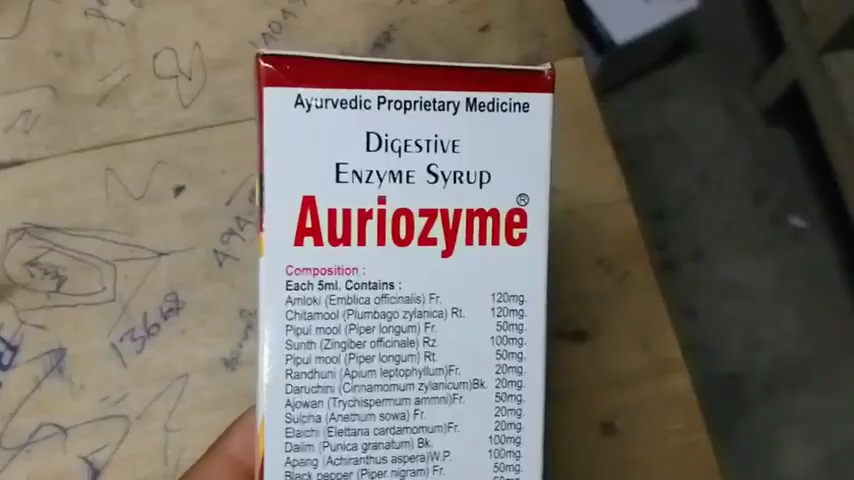 Ayurvedic Proprietary Medicine
Digestive
Enzyme Syrup
Auriozyme®
Composition :
Each 5ml. Contains :
Amloki (Emblica officinalis) Fr. 120mg.
Chitamool (Plumbago zylanica) Rt. 120mg.
Pipul mool (Piper longum) Fr. 50mg.
Sunth (Zingiber officinale) Rz. 100mg.
Pipul mool (Piper longum) Rt. 50mg.
Randhuni (Apium leptophyllum)Fr. 20mg.
Daruchini (Cinnamomum zylanicum)Bk. 20mg.
Ajowan (Trychispermum ammni)Fr. 50mg.
Sulpha (Anethum sowa) Fr. 20mg
Elaichi (Elettaria cardamomum)Fr. 20mg.
Dalim (Punica granatum) Bk. 100mg
Apang (Achiranthus aspera)W.P. 100mg.
Black pepper (Piper nigram) Fr. 50mg.
13668